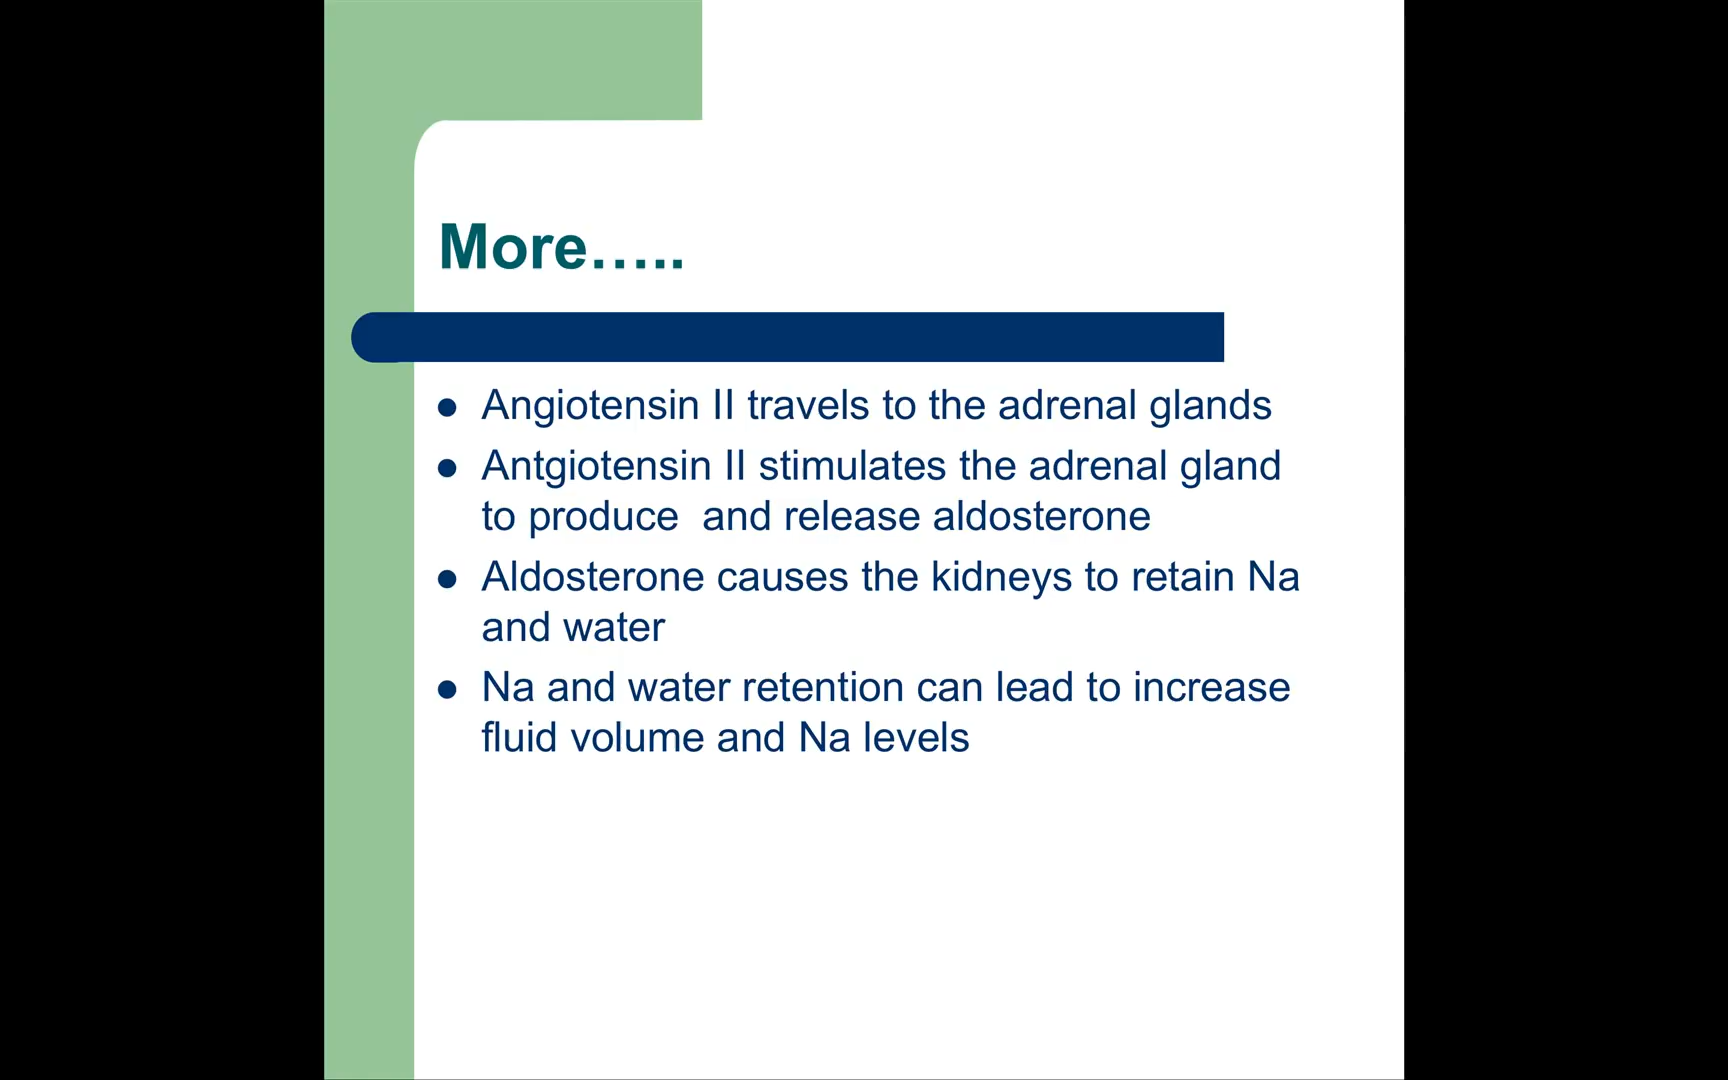 More…..
● Angiotensin II travels to the adrenal glands
● Antgiotensin II stimulates the adrenal gland
to produce  and release aldosterone
● Aldosterone causes the kidneys to retain Na
and water
● Na and water retention can lead to increase
fluid volume and Na levels